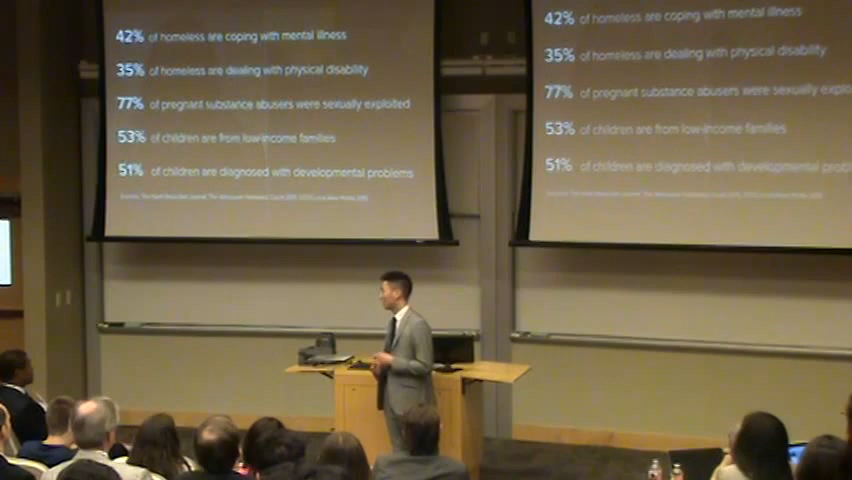 42% of homeless are coping with mental illness
35% of homeless are dealing with physical disability
77% of pregnant substance abusers were sexually exploited
53% of children are from low-income families
51% of children are diagnosed with developmental problems
42% of homeless are coping with mental illness
35% of homeless are dealing with physical disability
77% of pregnant substance abusers were sexually explo
53% of children are from low-income families
51% of children are diagnosed with developmental probl